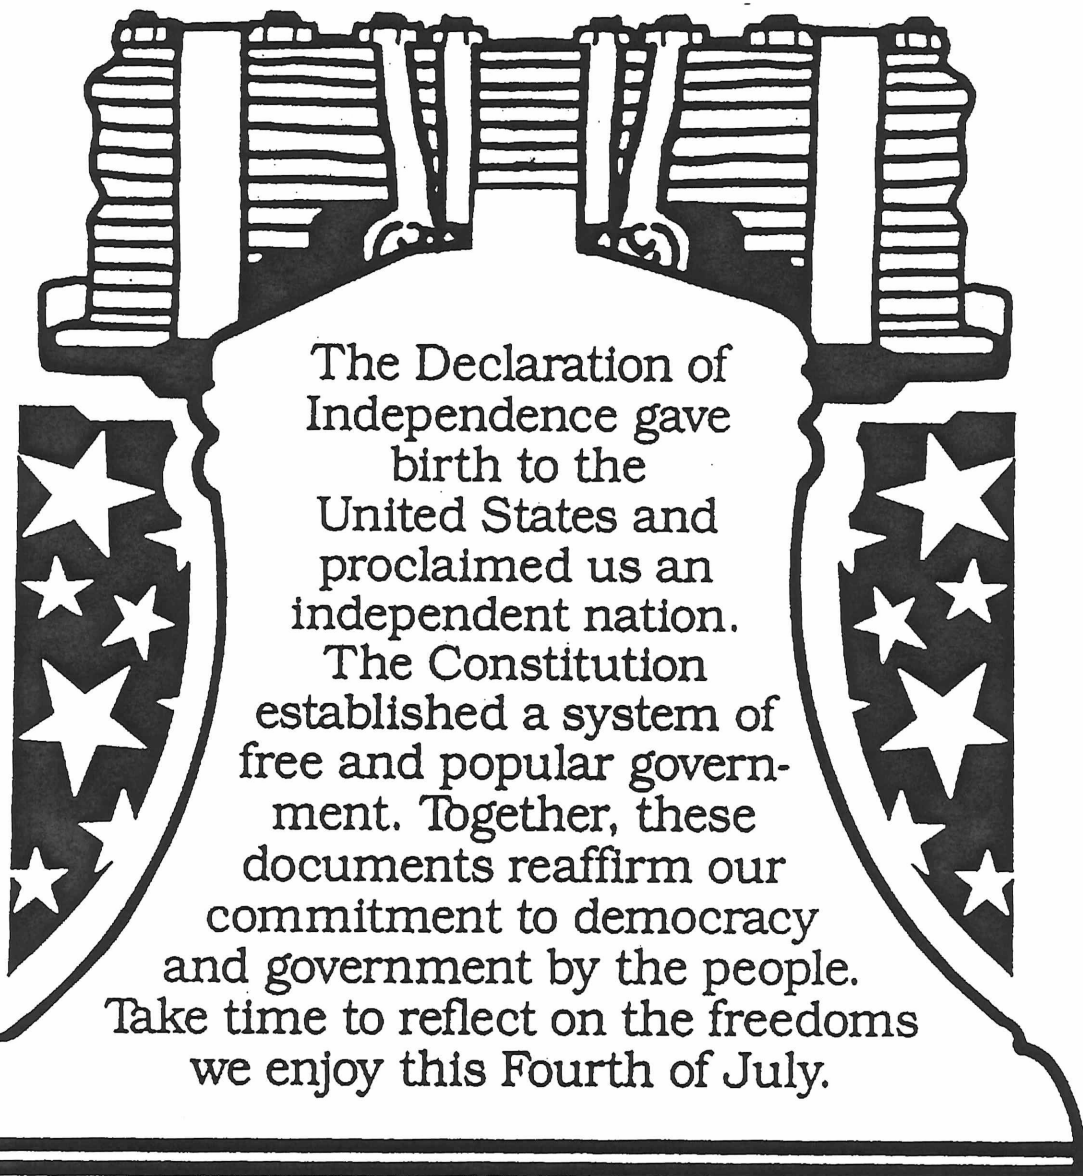 The Declaration of
Independence gave
birth to the
United States and
proclaimed us an
independent nation.
The Constitution
established a system of
free and popular govern-
ment. Together, these
documents reaffirm our
commitment to democracy
and government by the people.
Take time to reflect on the freedoms
we enjoy this Fourth of July.